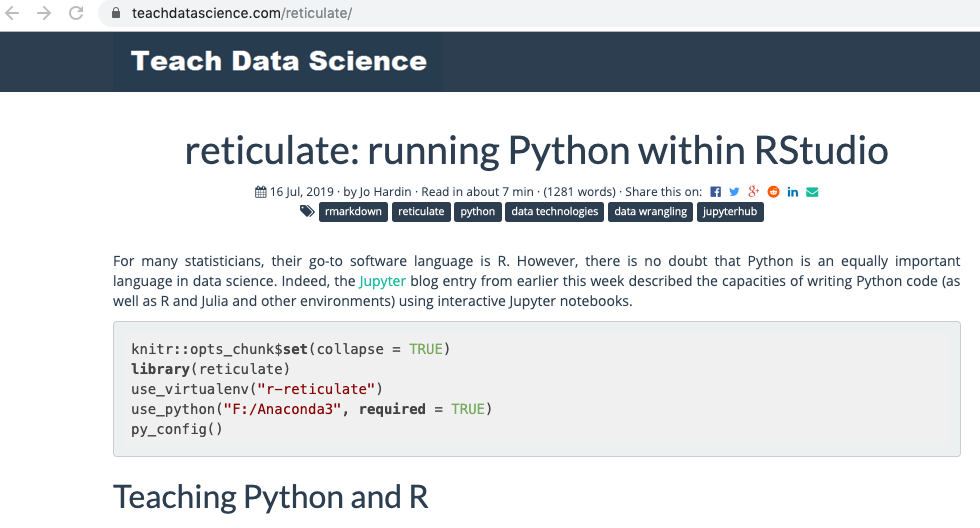 teachdatascience.com/reticulate/
Teach Data Science
reticulate: running Python within RStudio
16 Jul, 2019 · by Jo Hardin · Read in about 7 min · (1281 words) · Share this on:
rmarkdown reticulate python data technologies data wrangling jupyterhub
For many statisticians, their go-to software language is R. However, there is no doubt that Python is an equally important
language in data science. Indeed, the Jupyter blog entry from earlier this week described the capacities of writing Python code (as
well as R and Julia and other environments) using interactive Jupyter notebooks.
knitr::opts_chunk$set(collapse = TRUE)
library(reticulate)
use_virtualenv("r-reticulate")
use_python("F:/Anaconda3", required = TRUE)
py_config()
Teaching Python and R